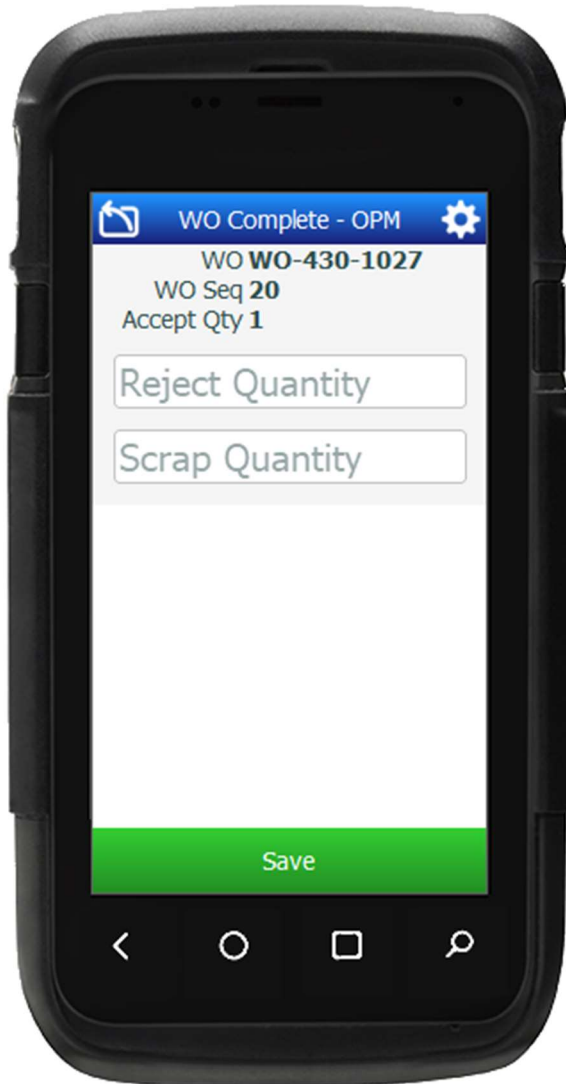 WO Complete - OPM
WO WO-430-1027
WO Seq 20
Accept Qty 1
Reject Quantity
Scrap Quantity
Save